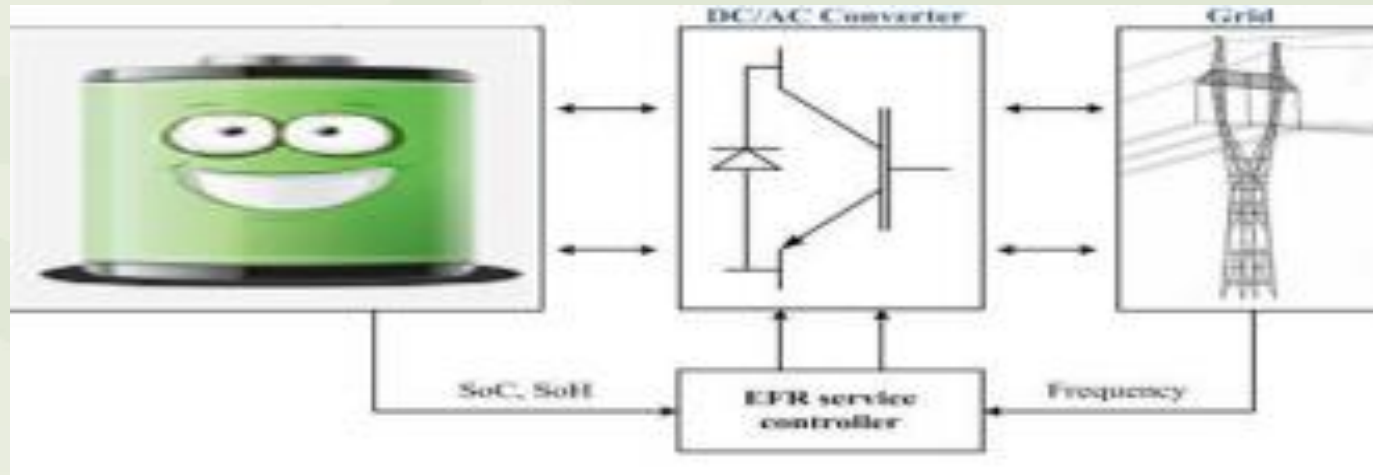 DC/AC Converter
Grid
SoC, SoH
EFR service
controller
Frequency